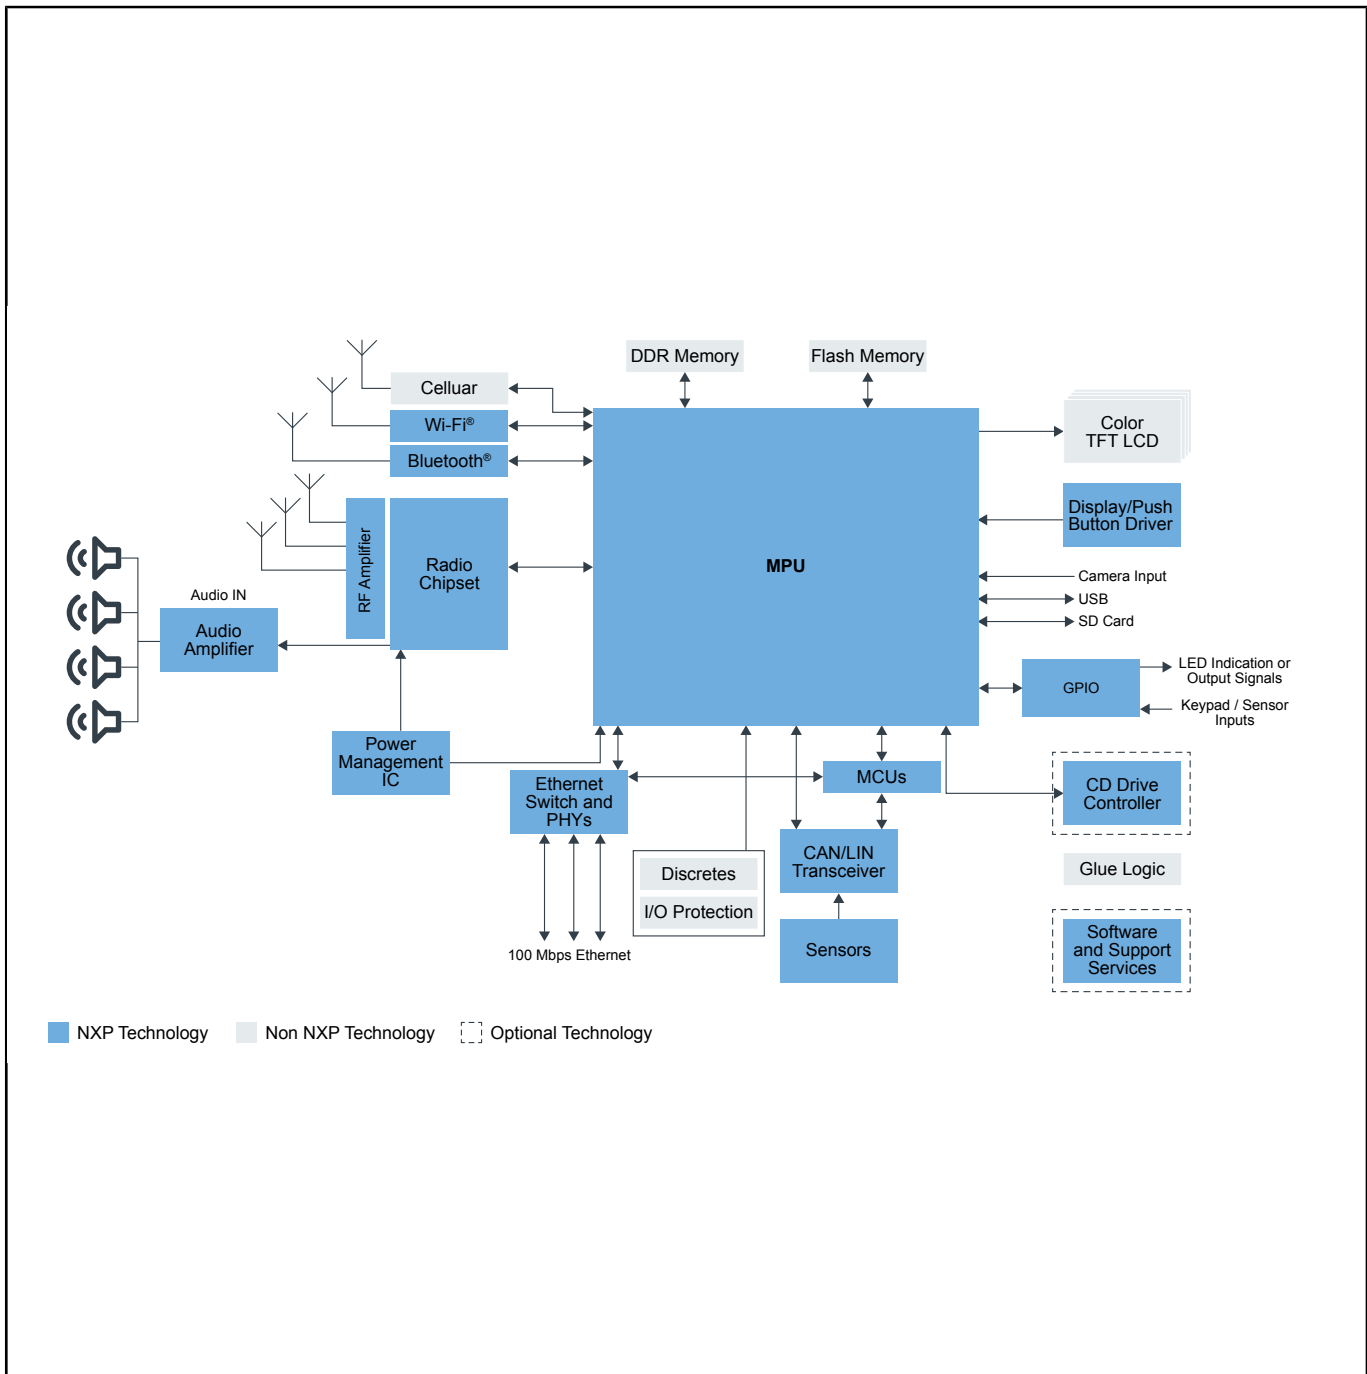 DDR Memory
Flash Memory
Celluar
Wi-Fi®
Bluetooth®
Color
TFT LCD
Display/Push
Button Driver
RF Amplifier
Radio
Chipset
MPU
Camera Input
USB
SD Card
Audio IN
Audio
Amplifier
GPIO
LED Indication or
Output Signals
Keypad / Sensor
Inputs
Power
Management
IC
Ethernet
Switch and
PHYs
MCUs
CD Drive
Controller
CAN/LIN
Transceiver
Discretes
I/O Protection
Glue Logic
100 Mbps Ethernet
Sensors
Software
and Support
Services
NXP Technology
Non NXP Technology
Optional Technology